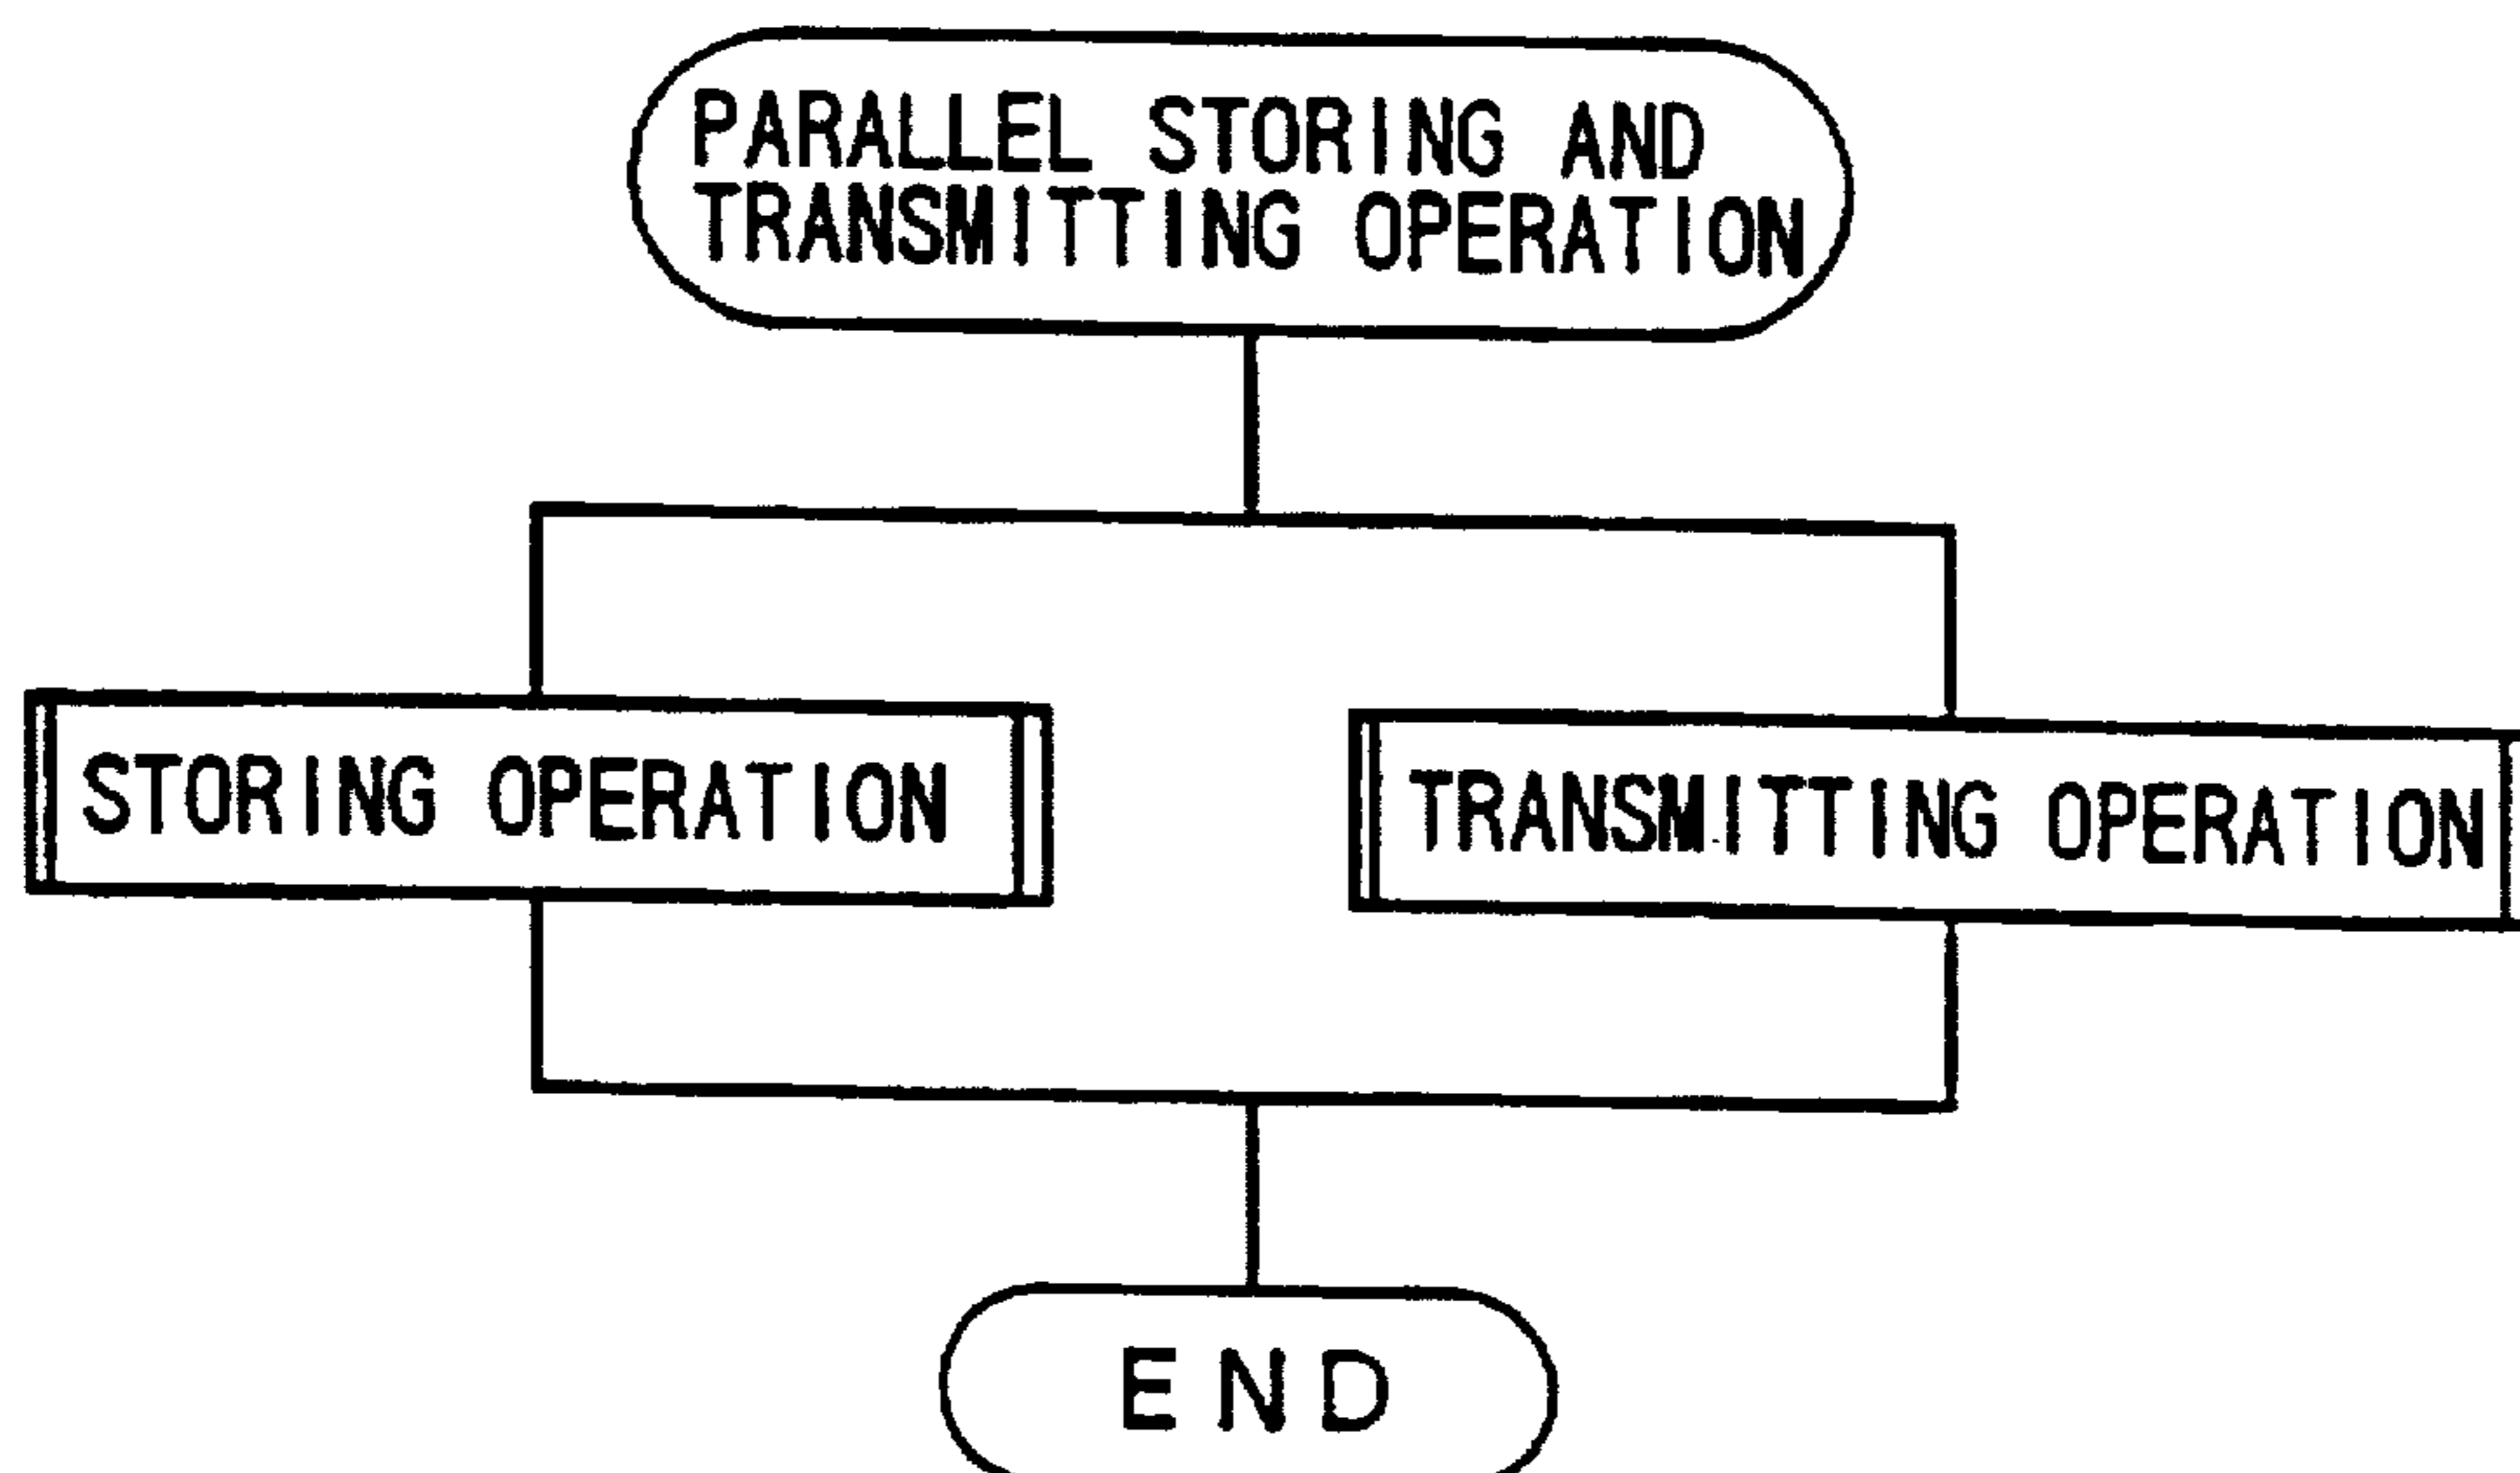 PARALLEL STORING AND
TRANSMITTING OPERATION
STORING OPERATION
TRANSMITTING OPERATION
END